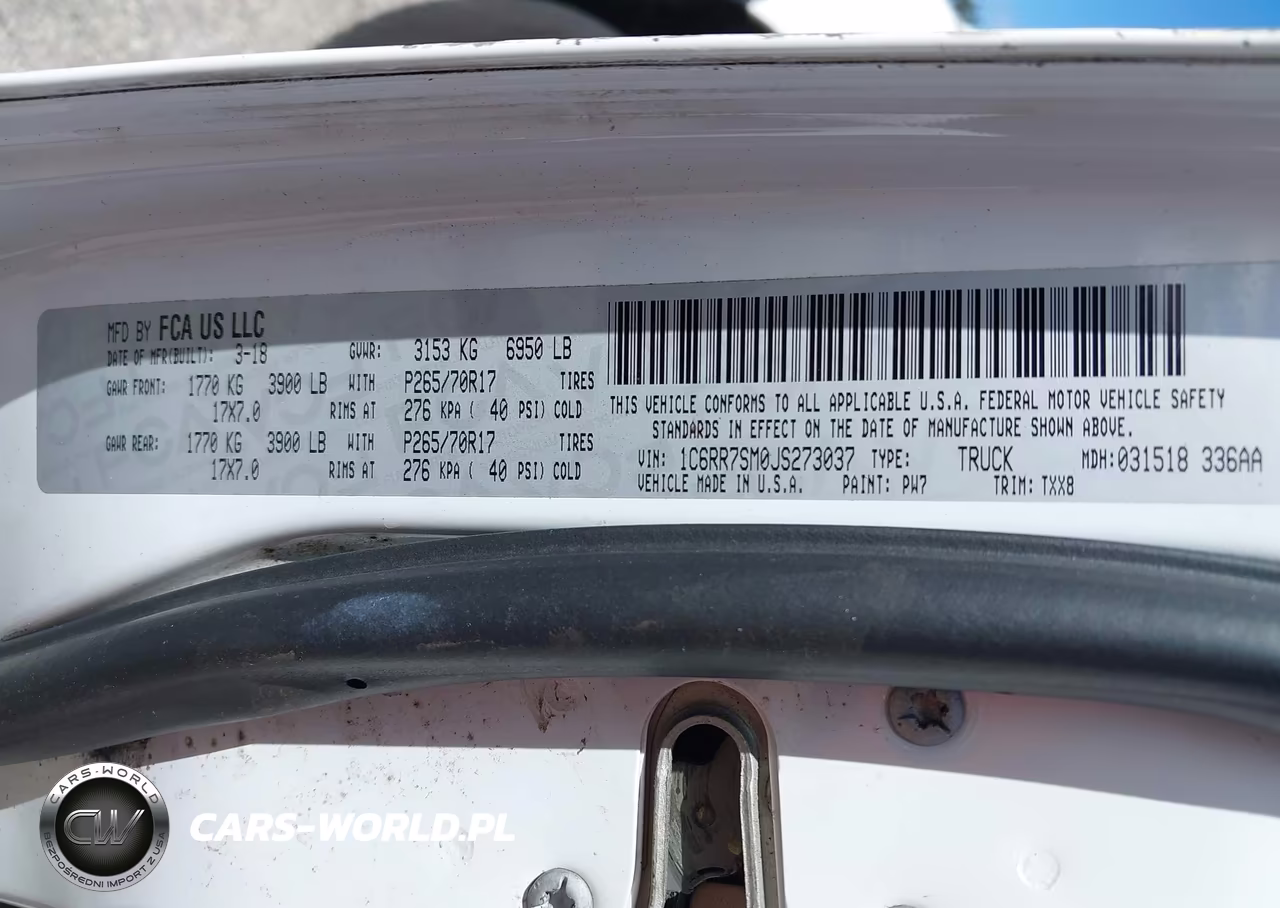 MFD BY FCA US LLC
DATE OF MFR(BUILT): 3-18 GVWR: 3153 KG 6950 LB
GAWR FRONT: 1770 KG 3900 LB WITH P265/70R17 TIRES
17X7.0 RIMS AT 276 KPA ( 40 PSI) COLD
GAWR REAR: 1770 KG 3900 LB WITH P265/70R17 TIRES
17X7.0 RIMS AT 276 KPA ( 40 PSI) COLD
THIS VEHICLE CONFORMS TO ALL APPLICABLE U.S.A. FEDERAL MOTOR VEHICLE SAFETY
STANDARDS IN EFFECT ON THE DATE OF MANUFACTURE SHOWN ABOVE.
VIN: 1C6RR7SM0JS273037 TYPE: TRUCK MDH:031518 336AA
VEHICLE MADE IN U.S.A. PAINT: PW7 TRIM: TXX8
CARS-WORLD
CW
BEZPOŚREDNI IMPORT Z USA
CARS-WORLD.PL